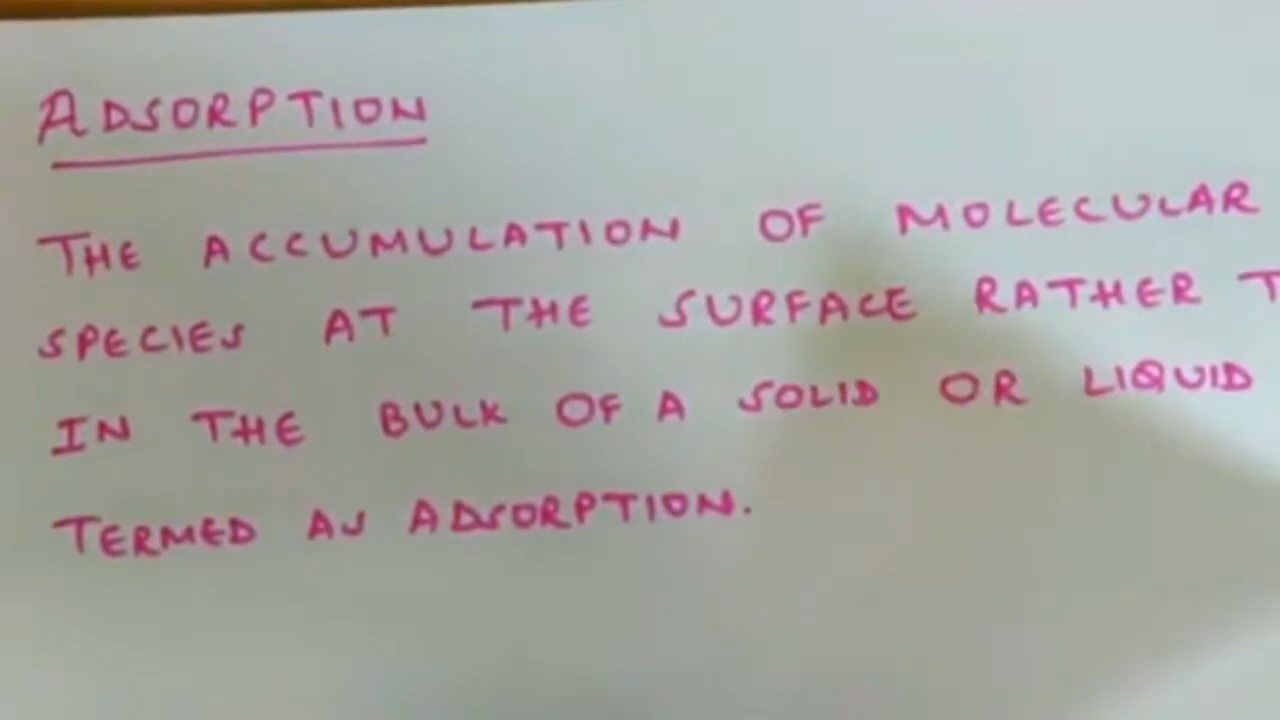 ADSORPTION
THE ACCUMULATION OF MOLECULAR
SPECIES AT THE SURFACE RATHER T
IN THE BULK OF A SOLID OR LIQUID
TERMED AS ADSORPTION.